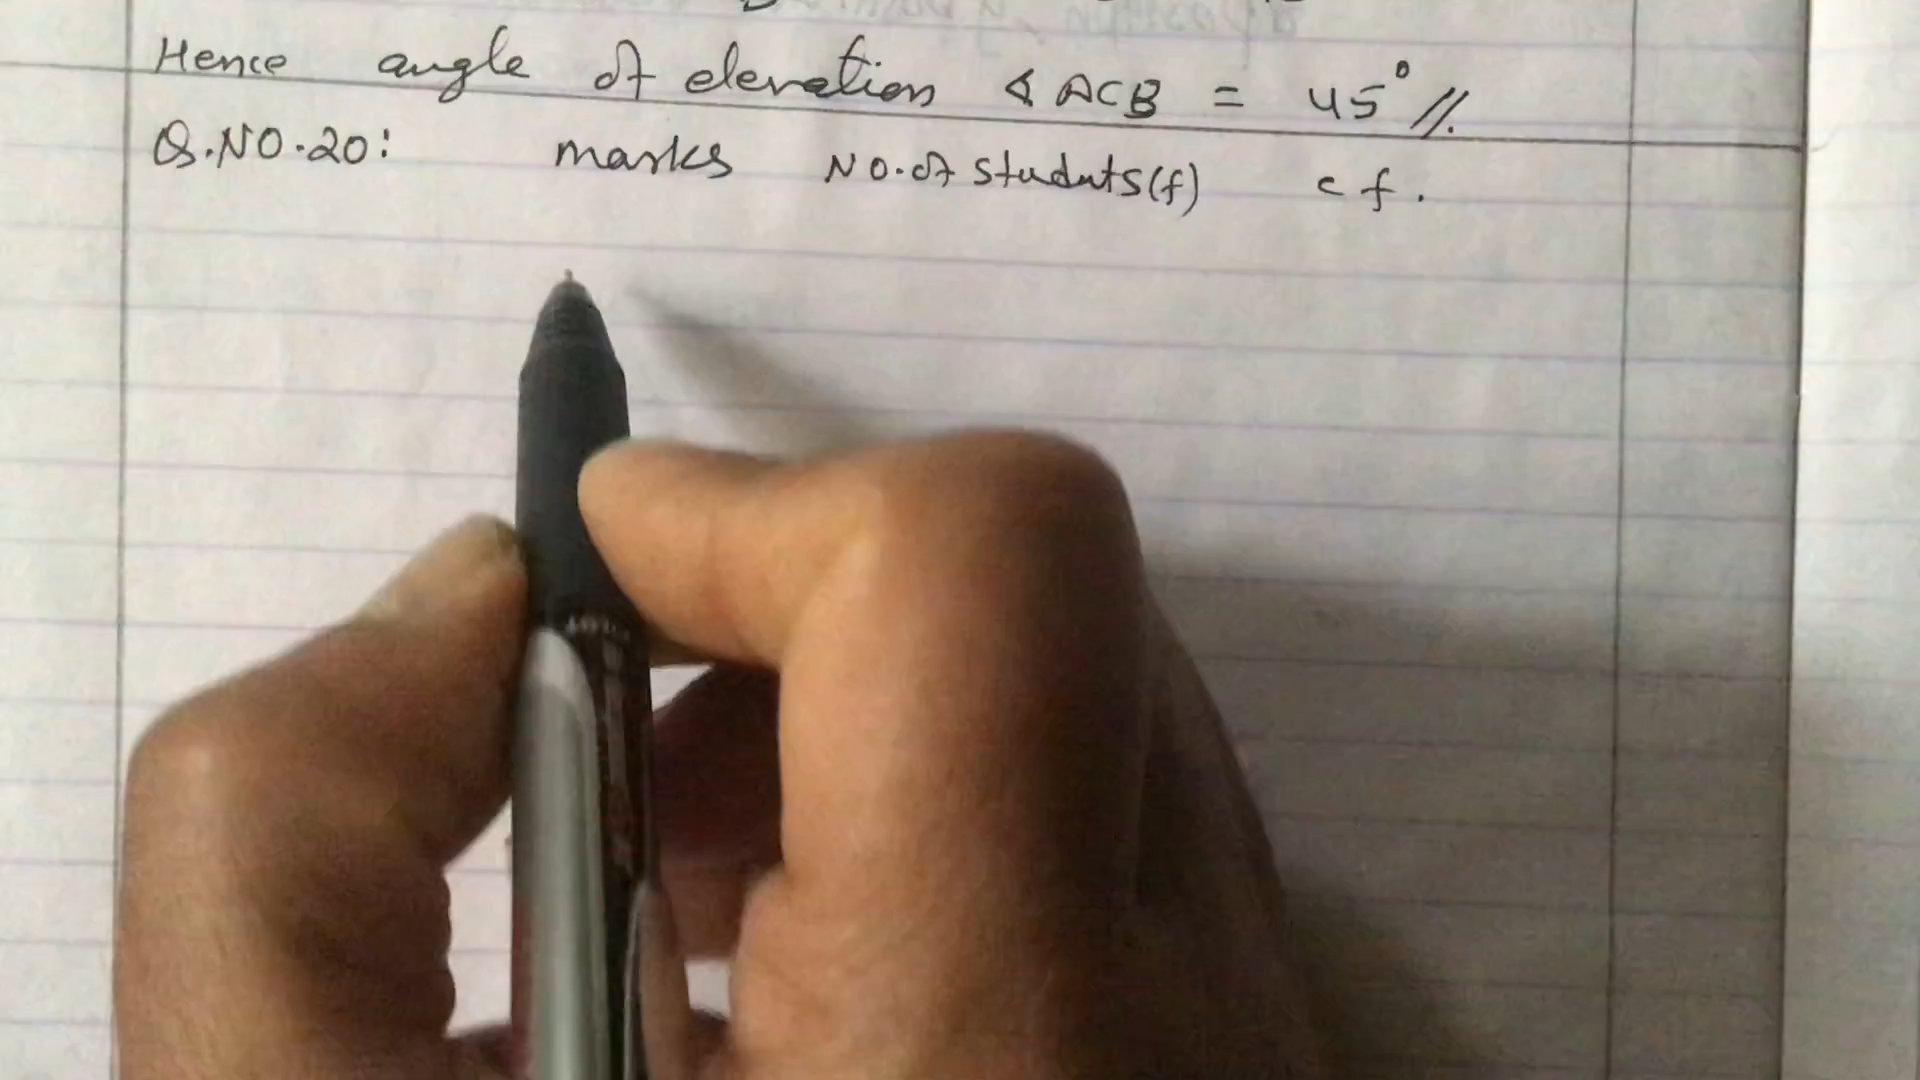 Hence angle of elevation ∡ ACB = 45° //.
Q.NO.20: marks NO.of students(f) cf.